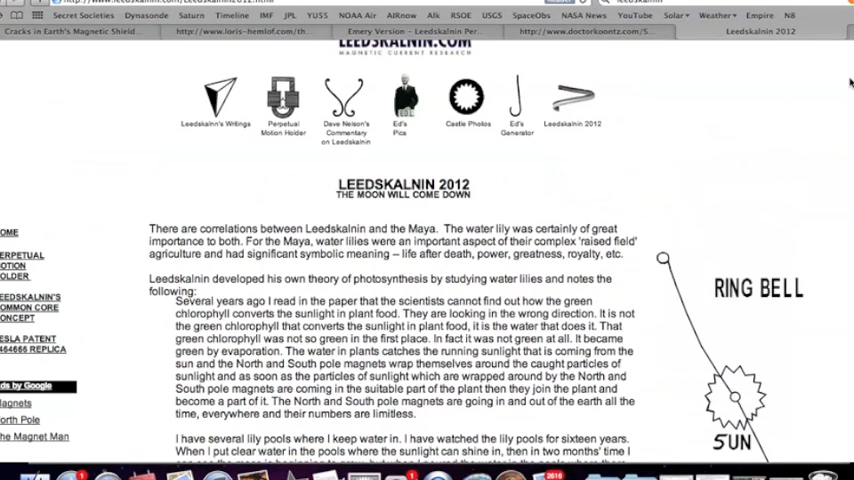 http://www.leedskalnin.com/leedskalnin2012.html
leedskalnin
Secret Societies Dynasonde Saturn Timeline IMF JPL YU55 NOAA Air AIRKnow Alk RSOE USGS SpaceObs NASA News YouTube Solar Weather Empire N8
Cracks in Earth's Magnetic Shield... http://www.loris-hemlof.com/th... Emery Version – Leedskalnin Per... http://www.doctorkoontz.com/S... Leedskalnin 2012
LEEDSKALNIN.COM
MAGNETIC CURRENT RESEARCH
Leedskalnn's Writings
Perpetual Motion Holder
Dave Nelson's Commentary on Leedskalnin
Ed's Pics
Castle Photos
Ed's Generator
Leedskalnin 2012
LEEDSKALNIN 2012
THE MOON WILL COME DOWN
There are correlations between Leedskalnin and the Maya. The water lily was certainly of great
importance to both. For the Maya, water lilies were an important aspect of their complex 'raised field'
agriculture and had significant symbolic meaning -- life after death, power, greatness, royalty, etc.
Leedskalnin developed his own theory of photosynthesis by studying water lilies and notes the
following:
Several years ago I read in the paper that the scientists cannot find out how the green
chlorophyll converts the sunlight in plant food. They are looking in the wrong direction. It is not
the green chlorophyll that converts the sunlight in plant food, it is the water that does it. That
green chlorophyll was not so green in the first place. In fact it was not green at all. It became
green by evaporation. The water in plants catches the running sunlight that is coming from the
sun and the North and South pole magnets wrap themselves around the caught particles of
sunlight and as soon as the particles of sunlight which are wrapped around by the North and
South pole magnets are coming in the suitable part of the plant then they join the plant and
become a part of it. The North and South pole magnets are going in and out of the earth all the
time, everywhere and their numbers are limitless.
I have several lily pools where I keep water in. I have watched the lily pools for sixteen years.
When I put clear water in the pools where the sunlight can shine in, then in two months' time I
OME
ERPETUAL
OTION
OLDER
EEDSKALNIN'S
OMMON CORE
ONCEPT
ESLA PATENT
464666 REPLICA
ds by Google
agnets
orth Pole
he Magnet Man
RING BELL
SUN